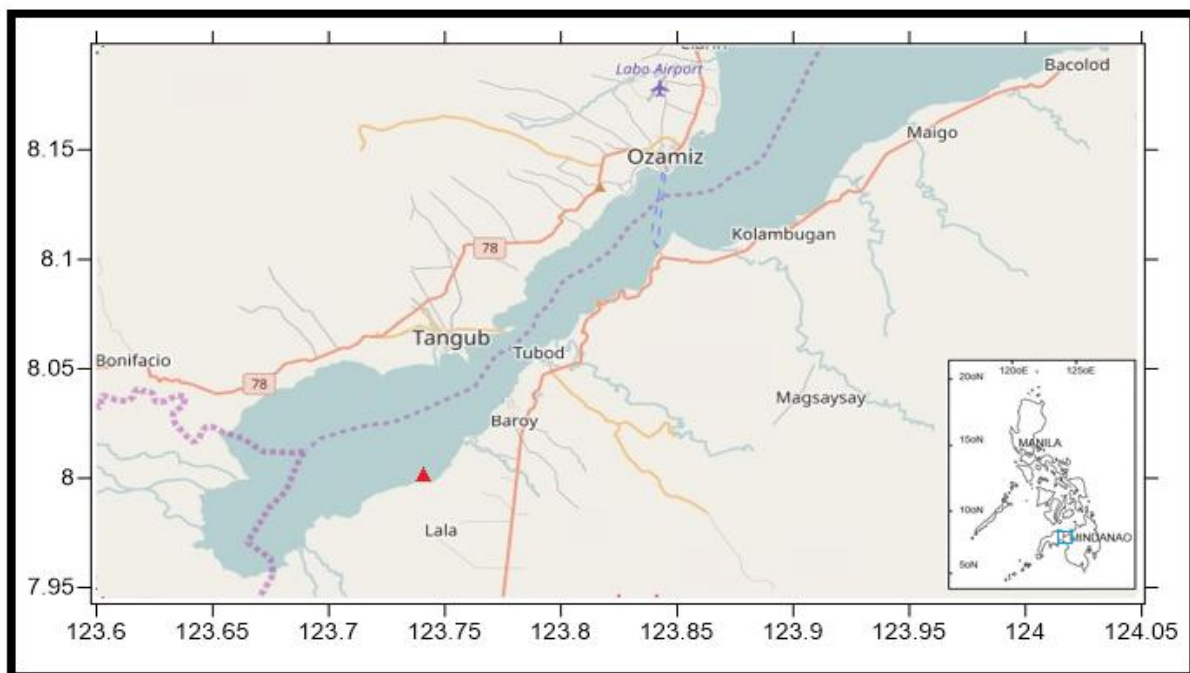 Labo Airport
Bacolod
8.15
Ozamiz
Maigo
Kolambugan
8.1
78
Tangub
Tubod
8.05
Bonifacio
78
Magsaysay
Baroy
8
Lala
7.95
123.6
123.65
123.7
123.75
123.8
123.85
123.9
123.95
124
124.05
120oE
125oE
20oN
15oN
MANILA
10oN
MINDANAO
5oN